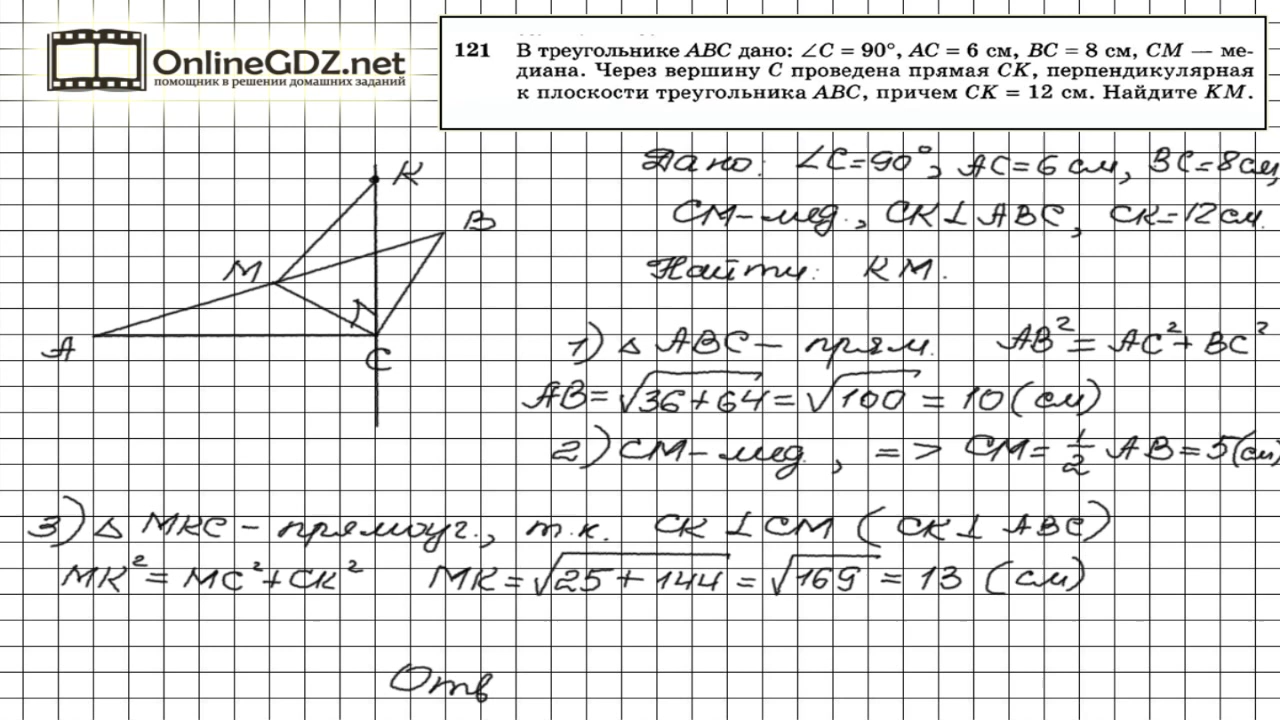 OnlineGDZ.net
помощник в решении домашних заданий
121 В треугольнике ABC дано: ∠C = 90°, AC = 6 см, BC = 8 см, CM — ме-
диана. Через вершину C проведена прямая CK, перпендикулярная
к плоскости треугольника ABC, причем CK = 12 см. Найдите KM.
K
B
M
A
C
Дано: ∠C=90°, AC=6 см, BC=8см,
CM-мед., CK⊥ABC, CK=12см.
Найти: KM.
1) △ ABC - прям. AB²= AC²+ BC²
AB=√36+64=√100 = 10 (см)
2) CM-мед., => CM= 1/2 AB=5(см)
3) △ MKC - прямоуг., т.к. CK⊥CM (CK⊥ABC)
MK²=MC²+CK² MK=√25+144=√169=13 (см)
Отв